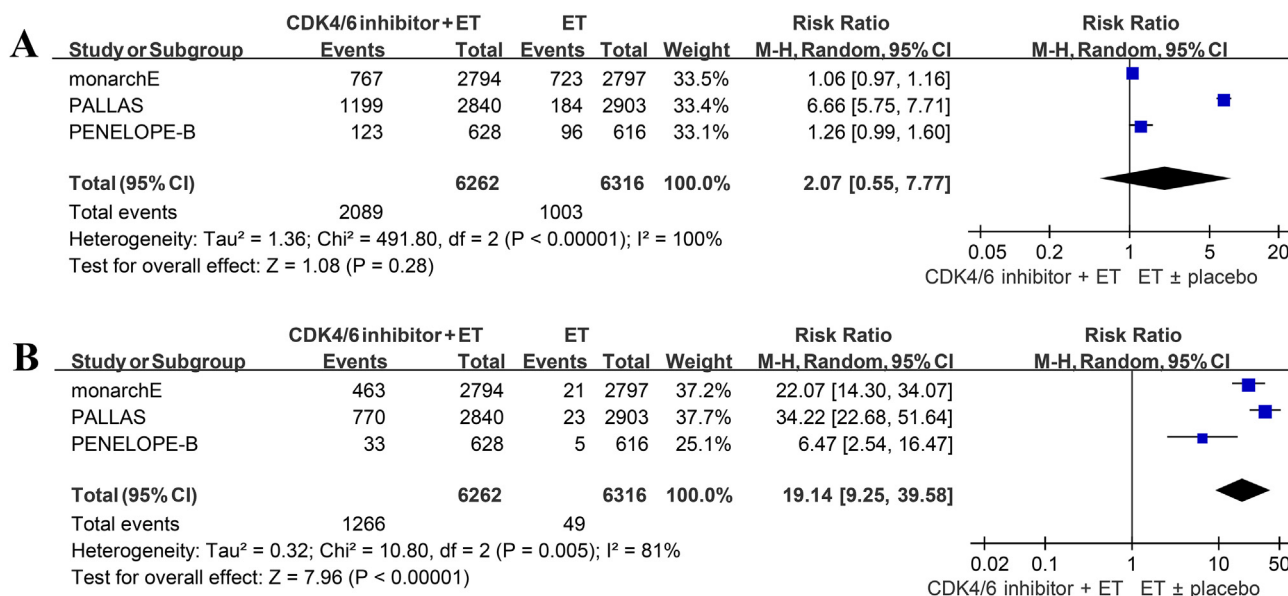 A
CDK4/6 inhibitor + ET ET Risk Ratio Risk Ratio
Study or Subgroup Events Total Events Total Weight M-H, Random, 95% CI M-H, Random, 95% CI
monarchE 767 2794 723 2797 33.5% 1.06 [0.97, 1.16]
PALLAS 1199 2840 184 2903 33.4% 6.66 [5.75, 7.71]
PENELOPE-B 123 628 96 616 33.1% 1.26 [0.99, 1.60]
Total (95% CI) 6262 6316 100.0% 2.07 [0.55, 7.77]
Total events 2089 1003
Heterogeneity: Tau² = 1.36; Chi² = 491.80, df = 2 (P < 0.00001); I² = 100%
Test for overall effect: Z = 1.08 (P = 0.28)
0.05 0.2 1 5 20
CDK4/6 inhibitor + ET ET ± placebo
B
CDK4/6 inhibitor + ET ET Risk Ratio Risk Ratio
Study or Subgroup Events Total Events Total Weight M-H, Random, 95% CI M-H, Random, 95% CI
monarchE 463 2794 21 2797 37.2% 22.07 [14.30, 34.07]
PALLAS 770 2840 23 2903 37.7% 34.22 [22.68, 51.64]
PENELOPE-B 33 628 5 616 25.1% 6.47 [2.54, 16.47]
Total (95% CI) 6262 6316 100.0% 19.14 [9.25, 39.58]
Total events 1266 49
Heterogeneity: Tau² = 0.32; Chi² = 10.80, df = 2 (P = 0.005); I² = 81%
Test for overall effect: Z = 7.96 (P < 0.00001)
0.02 0.1 1 10 50
CDK4/6 inhibitor + ET ET ± placebo